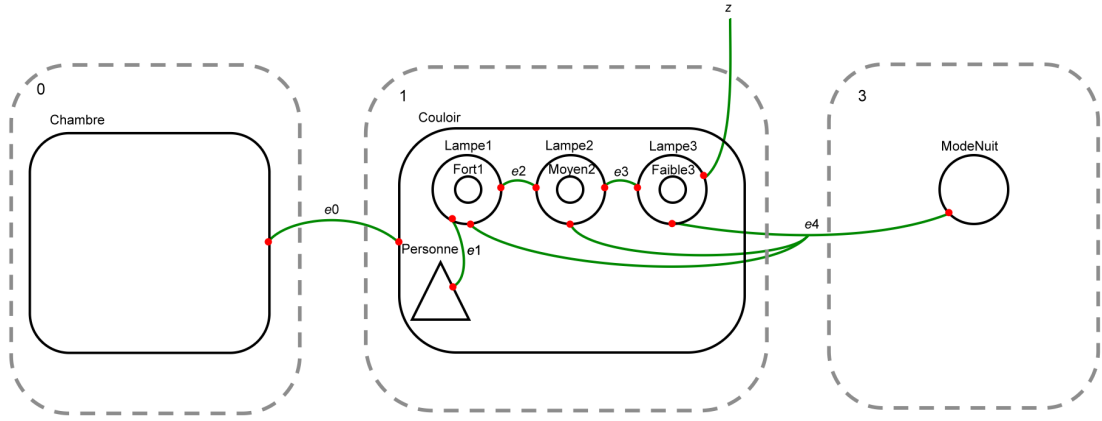 z
0
1
3
Chambre
Couloir
Lampe1
Lampe2
Lampe3
ModeNuit
Fort1
e2
Moyen2
e3
Faible3
e0
e4
Personne
e1